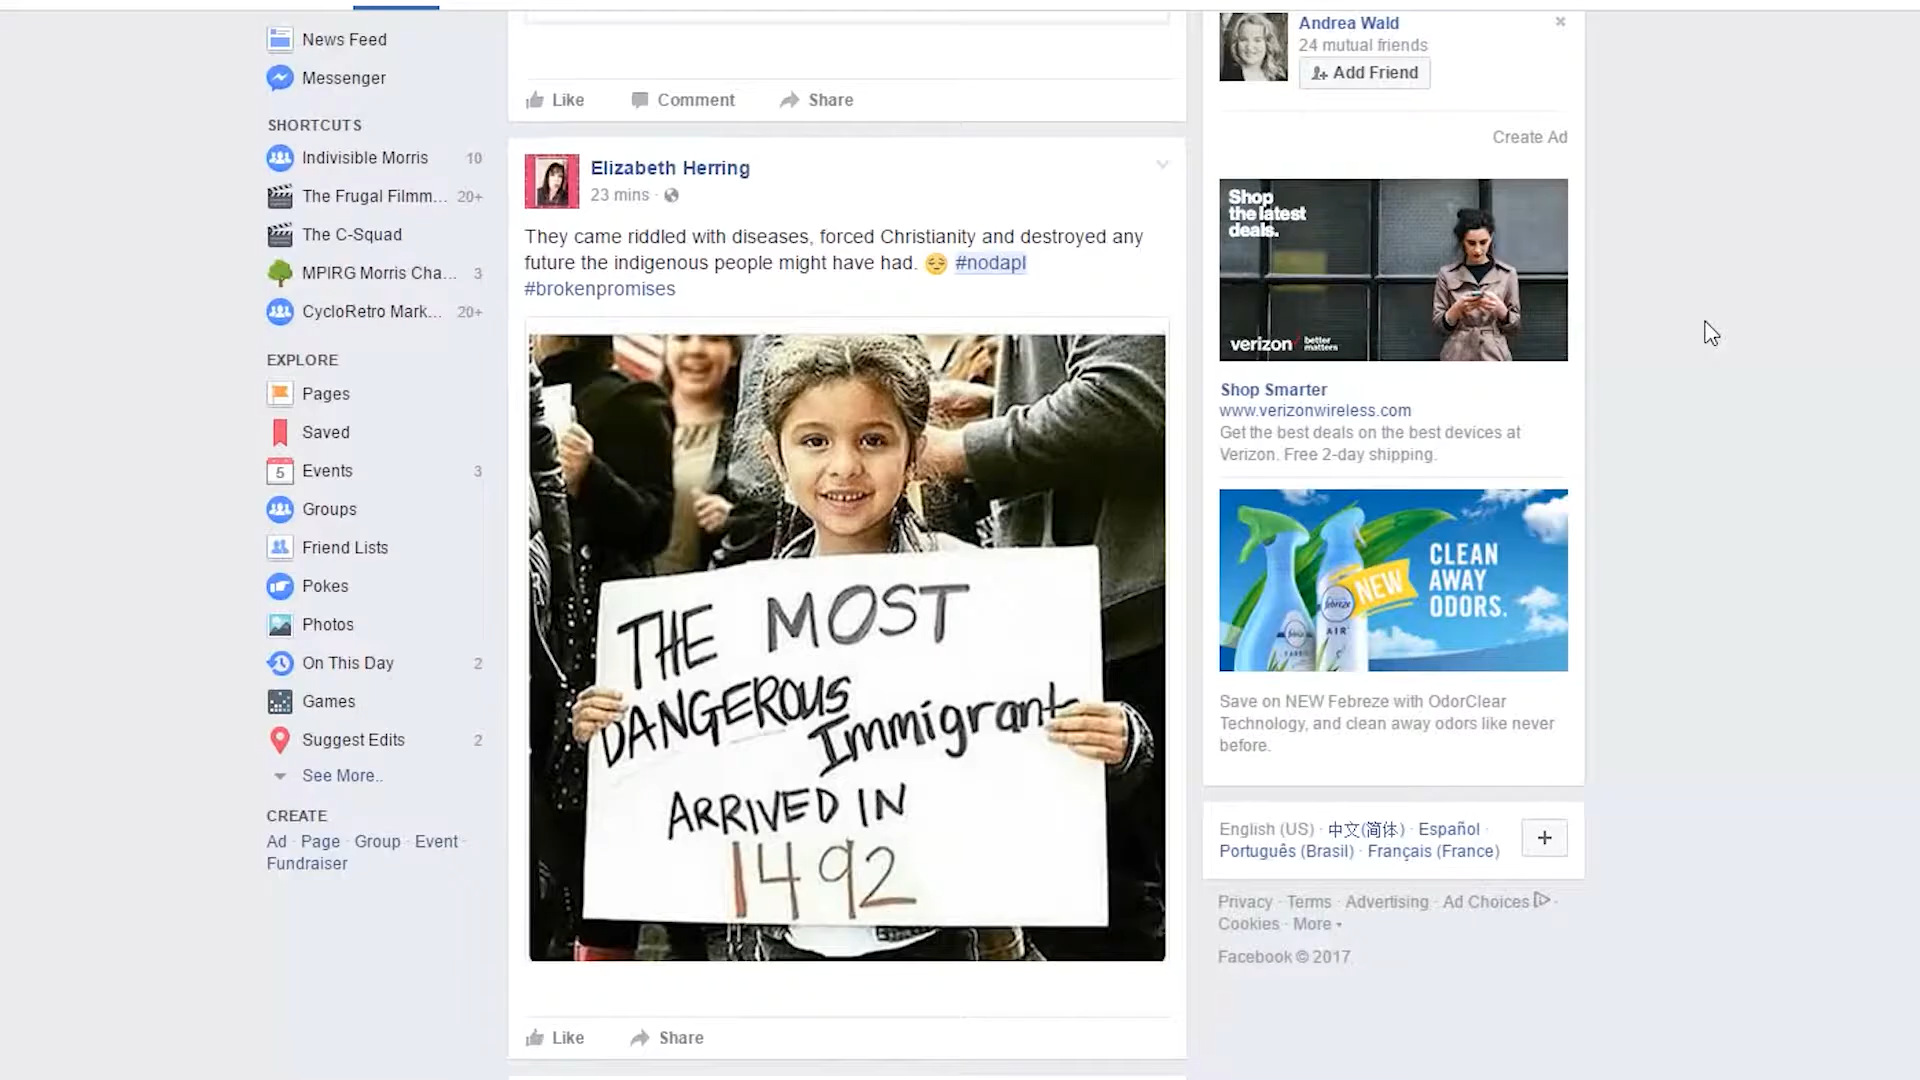 News Feed
Messenger
SHORTCUTS
Indivisible Morris 10
The Frugal Filmm... 20+
The C-Squad
MPIRG Morris Cha... 3
CycloRetro Mark... 20+
EXPLORE
Pages
Saved
5
Events 3
Groups
Friend Lists
Pokes
Photos
On This Day 2
Games
Suggest Edits 2
See More..
CREATE
Ad · Page · Group · Event ·
Fundraiser
Like Comment Share
Elizabeth Herring
23 mins ·
They came riddled with diseases, forced Christianity and destroyed any
future the indigenous people might have had. 😔 #nodapl
#brokenpromises
THE MOST
DANGEROUS
Immigrant
ARRIVED IN
1492
Like Share
Andrea Wald
24 mutual friends
Add Friend
Create Ad
Shop
the latest
deals.
verizon
better
matters
Shop Smarter
www.verizonwireless.com
Get the best deals on the best devices at
Verizon. Free 2-day shipping.
CLEAN
AWAY
ODORS.
NEW
febreze
AIR
Save on NEW Febreze with OdorClear
Technology, and clean away odors like never
before.
English (US) · 中文(简体) · Español ·
Português (Brasil) · Français (France)
+
Privacy · Terms · Advertising · Ad Choices ·
Cookies · More
Facebook © 2017